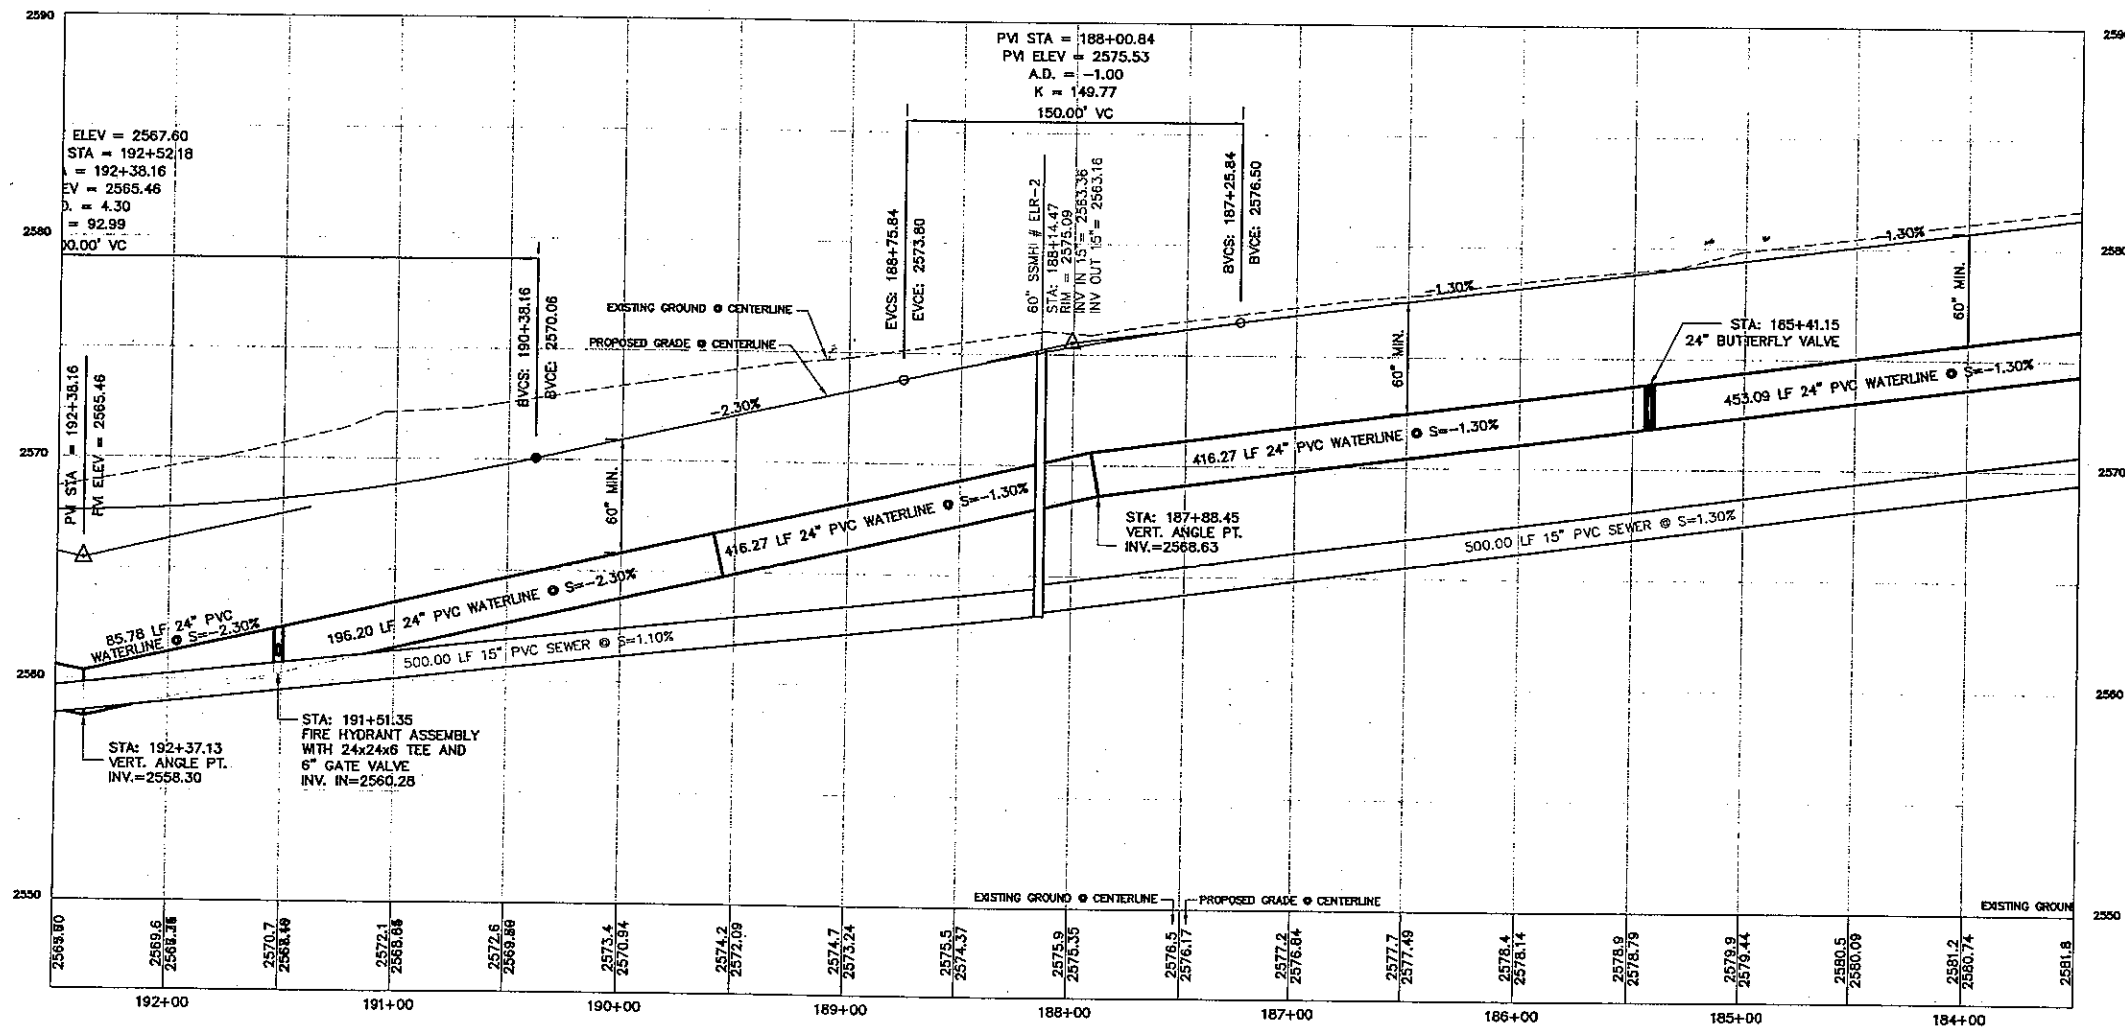 2590
2590
PVI STA = 188+00.84
PVI ELEV = 2575.53
A.D. = -1.00
K = 149.77
150.00' VC
ELEV = 2567.60
STA = 192+52.18
= 192+38.16
EV = 2565.46
D. = 4.30
= 92.99
00.00' VC
2580
2580
EVCS: 188+75.84
EVCE: 2573.80
60" SSMH # ELR-2
STA: 188+14.47
RIM = 2575.09
INV IN 15"= 2563.36
INV OUT 15"= 2563.16
BVCS: 187+25.84
BVCE: 2576.50
-1.30%
-1.30%
60" MIN.
60" MIN.
BVCS: 190+38.16
BVCE: 2570.06
EXISTING GROUND @ CENTERLINE
PROPOSED GRADE @ CENTERLINE
-2.30%
STA: 185+41.15
24" BUTTERFLY VALVE
453.09 LF 24" PVC WATERLINE @ S=-1.30%
416.27 LF 24" PVC WATERLINE @ S=-1.30%
2570
2570
PVI STA = 192+38.16
PVI ELEV = 2565.46
60" MIN.
416.27 LF 24" PVC WATERLINE @ S=-1.30%
STA: 187+88.45
VERT. ANGLE PT.
INV.=2568.63
500.00 LF 15" PVC SEWER @ S=1.30%
85.78 LF 24" PVC
WATERLINE @ S=-2.30%
196.20 LF 24" PVC WATERLINE @ S=-2.30%
500.00 LF 15" PVC SEWER @ S=1.10%
2560
2560
STA: 192+37.13
VERT. ANGLE PT.
INV.=2558.30
STA: 191+51.35
FIRE HYDRANT ASSEMBLY
WITH 24x24x6 TEE AND
6" GATE VALVE
INV. IN=2560.28
2550
2550
EXISTING GROUND @ CENTERLINE
PROPOSED GRADE @ CENTERLINE
EXISTING GROUN
2569.6
2570.7
2572.1
2568.65
2572.6
2569.89
2573.4
2570.94
2574.2
2572.09
2574.7
2573.24
2575.5
2574.37
2575.9
2575.35
2576.5
2576.17
2577.2
2576.84
2577.7
2577.49
2578.4
2578.14
2578.9
2578.79
2579.9
2579.44
2580.5
2580.09
2581.2
2580.74
2581.8
192+00
191+00
190+00
189+00
188+00
187+00
186+00
185+00
184+00